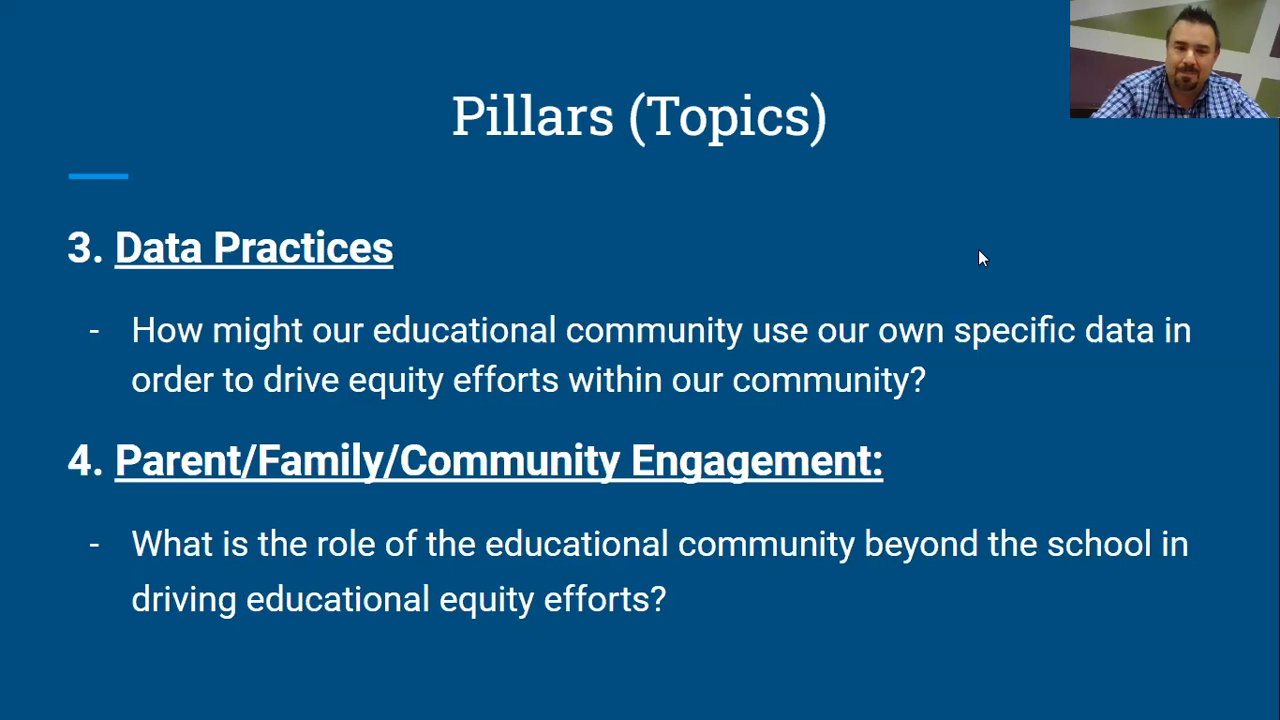 Pillars (Topics)
3. Data Practices
- How might our educational community use our own specific data in
order to drive equity efforts within our community?
4. Parent/Family/Community Engagement:
- What is the role of the educational community beyond the school in
driving educational equity efforts?